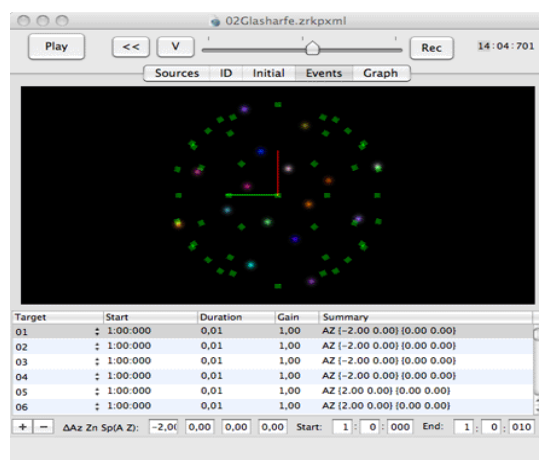 02Glasharfe.zrkpxml
Play << V Rec 14:04:701
Sources ID Initial Events Graph
Target Start Duration Gain Summary
01 1:00:000 0,01 1,00 AZ {-2.00 0.00} {0.00 0.00}
02 1:00:000 0,01 1,00 AZ {-2.00 0.00} {0.00 0.00}
03 1:00:000 0,01 1,00 AZ {-2.00 0.00} {0.00 0.00}
04 1:00:000 0,01 1,00 AZ {-2.00 0.00} {0.00 0.00}
05 1:00:000 0,01 1,00 AZ {2.00 0.00} {0.00 0.00}
06 1:00:000 0,01 1,00 AZ {2.00 0.00} {0.00 0.00}
+ − ΔAz Zn Sp(A Z): -2,0 0,00 0,00 0,00 Start: 1 : 0 : 000 End: 1 : 0 : 010